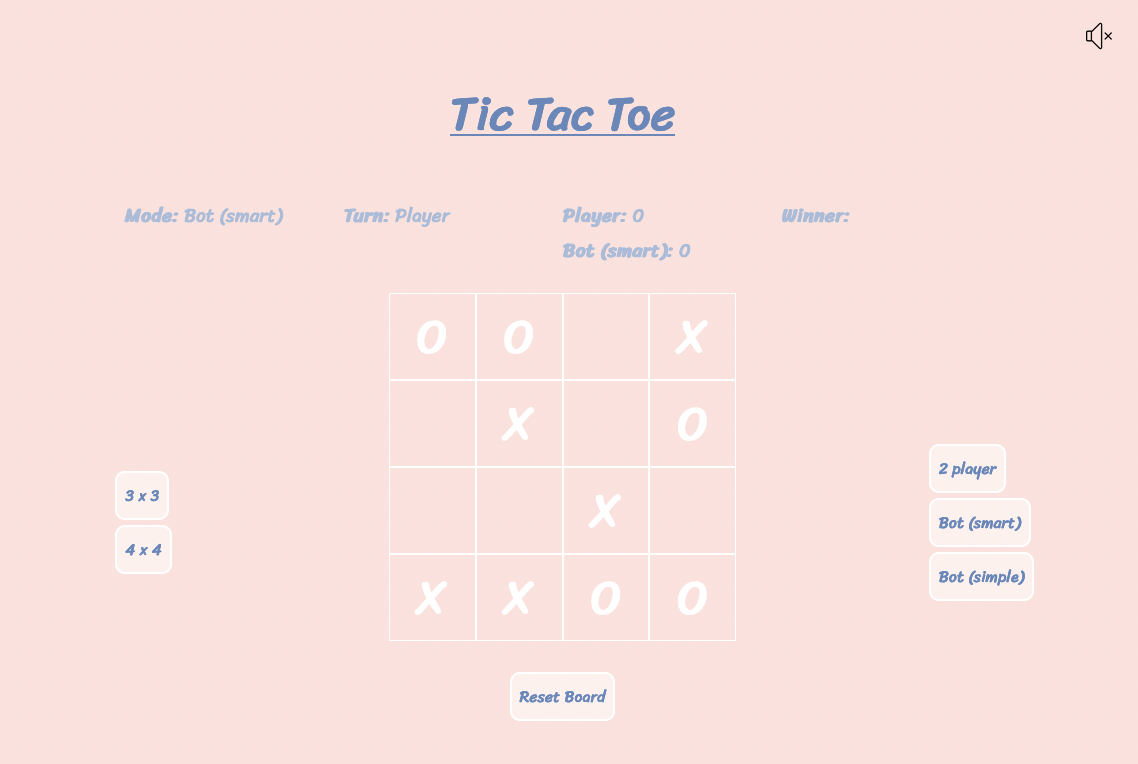 Tic Tac Toe
Mode: Bot (smart) Turn: Player Player: 0 Winner:
Bot (smart): 0
O O X
X O
X
X X O O
3 x 3
4 x 4
2 player
Bot (smart)
Bot (simple)
Reset Board